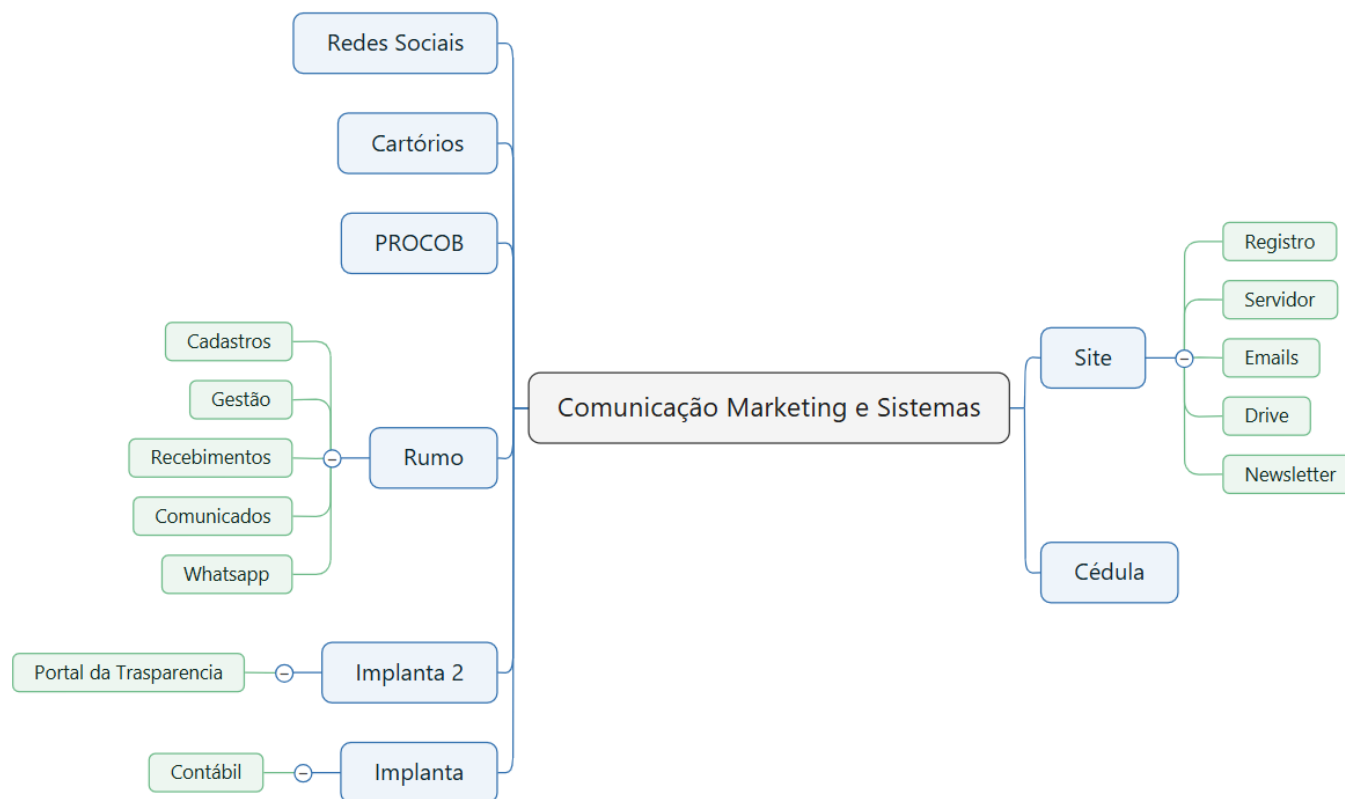 Redes Sociais
Cartórios
PROCOB
Cadastros
Gestão
Recebimentos
Comunicados
Whatsapp
Rumo
Portal da Trasparencia
Implanta 2
Contábil
Implanta
Comunicação Marketing e Sistemas
Site
Registro
Servidor
Emails
Drive
Newsletter
Cédula